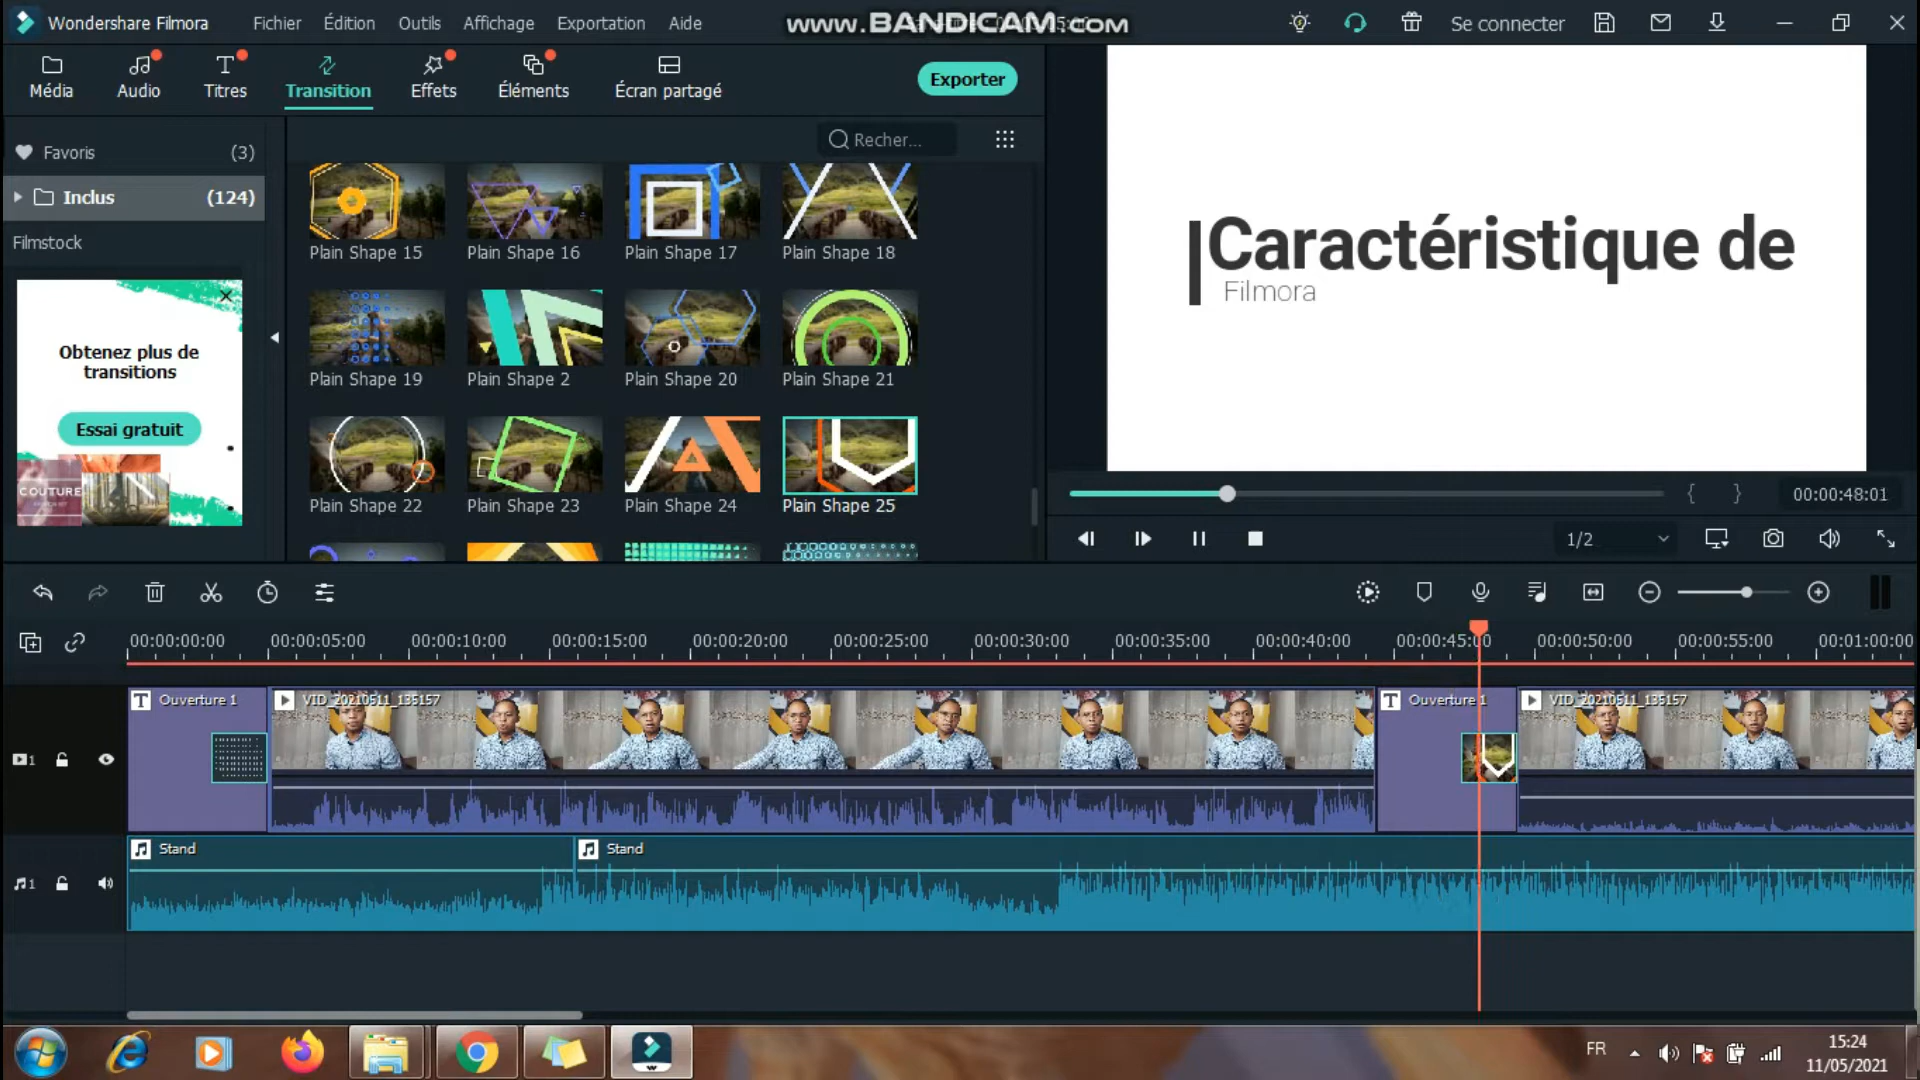 Wondershare Filmora
Fichier
Édition
Outils
Affichage
Exportation
Aide
www.BANDICAM.com
Se connecter
Média
Audio
Titres
Transition
Effets
Éléments
Écran partagé
Exporter
Favoris (3)
Inclus (124)
Filmstock
Obtenez plus de
transitions
Essai gratuit
COUTURE
Recher...
Plain Shape 15
Plain Shape 16
Plain Shape 17
Plain Shape 18
Plain Shape 19
Plain Shape 2
Plain Shape 20
Plain Shape 21
Plain Shape 22
Plain Shape 23
Plain Shape 24
Plain Shape 25
Caractéristique de
Filmora
00:00:48:01
1/2
00:00:00:00
00:00:05:00
00:00:10:00
00:00:15:00
00:00:20:00
00:00:25:00
00:00:30:00
00:00:35:00
00:00:40:00
00:00:45:00
00:00:50:00
00:00:55:00
00:01:00:00
Ouverture 1
VID_20210511_135157
Ouverture 1
VID_20210511_135157
1
Stand
Stand
1
FR
15:24
11/05/2021